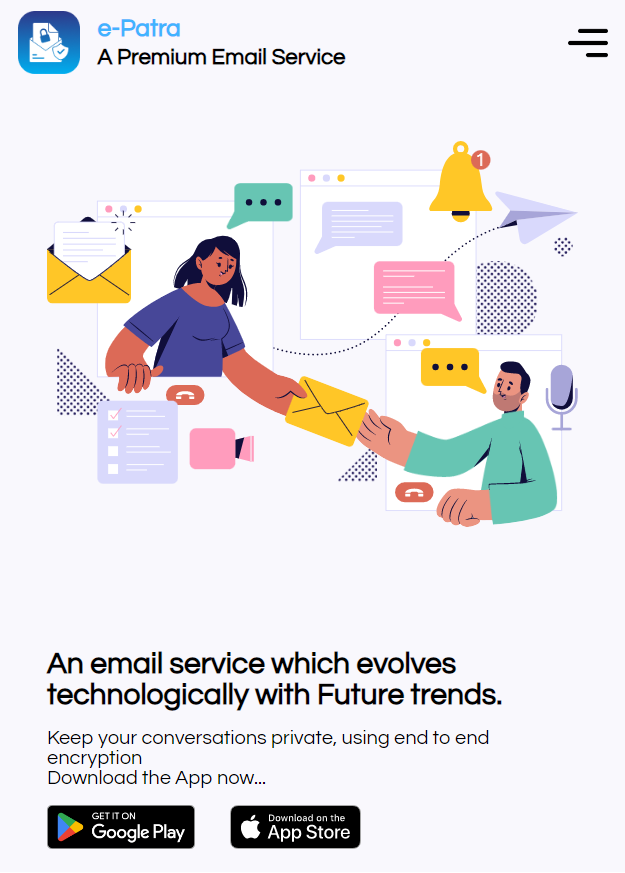 e-Patra
A Premium Email Service
1
An email service which evolves
technologically with Future trends.
Keep your conversations private, using end to end
encryption
Download the App now...
GET IT ON
Google Play
Download on the
App Store